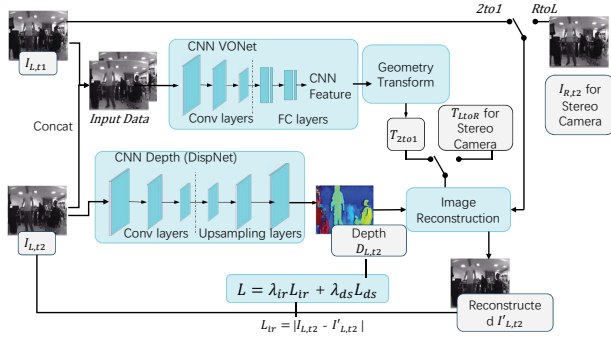 2to1
RtoL
I_{L,t1}
Concat
Input Data
CNN VONet
CNN
Feature
Conv layers
FC layers
Geometry
Transform
T_{2to1}
T_{LtoR} for
Stereo
Camera
I_{R,t2} for
Stereo
Camera
I_{L,t2}
CNN Depth (DispNet)
Conv layers
Upsampling layers
Depth
D_{L,t2}
Image
Reconstruction
L = λ_{ir}L_{ir} + λ_{ds}L_{ds}
L_{ir} = |I_{L,t2} - I'_{L,t2} |
Reconstructe
d I'_{L,t2}